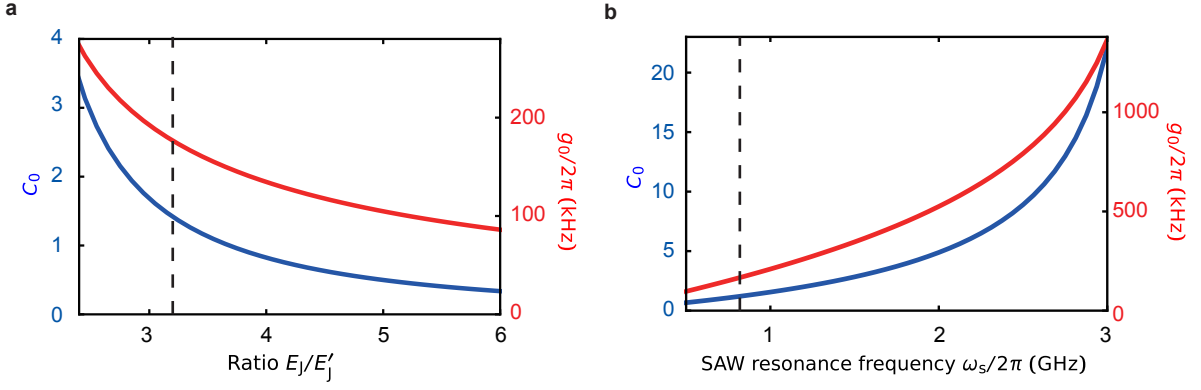 a
4
3
2
1
0
C₀
200
100
0
g₀/2π (kHz)
3
4
5
6
Ratio E_J/E′_J
b
20
15
10
5
0
C₀
1000
500
0
g₀/2π (kHz)
1
2
3
SAW resonance frequency ωₛ/2π (GHz)